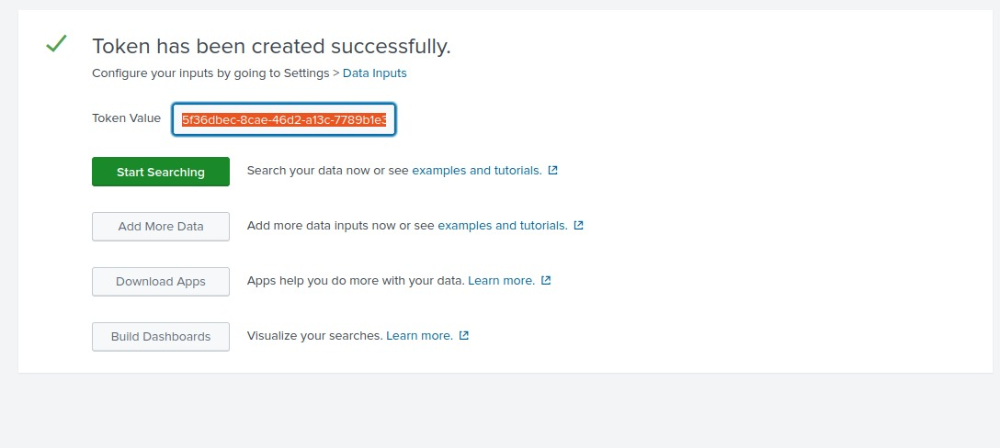 Token has been created successfully.
Configure your inputs by going to Settings > Data Inputs
Token Value 5f36dbec-8cae-46d2-a13c-7789b1e3
Start Searching Search your data now or see examples and tutorials.
Add More Data Add more data inputs now or see examples and tutorials.
Download Apps Apps help you do more with your data. Learn more.
Build Dashboards Visualize your searches. Learn more.